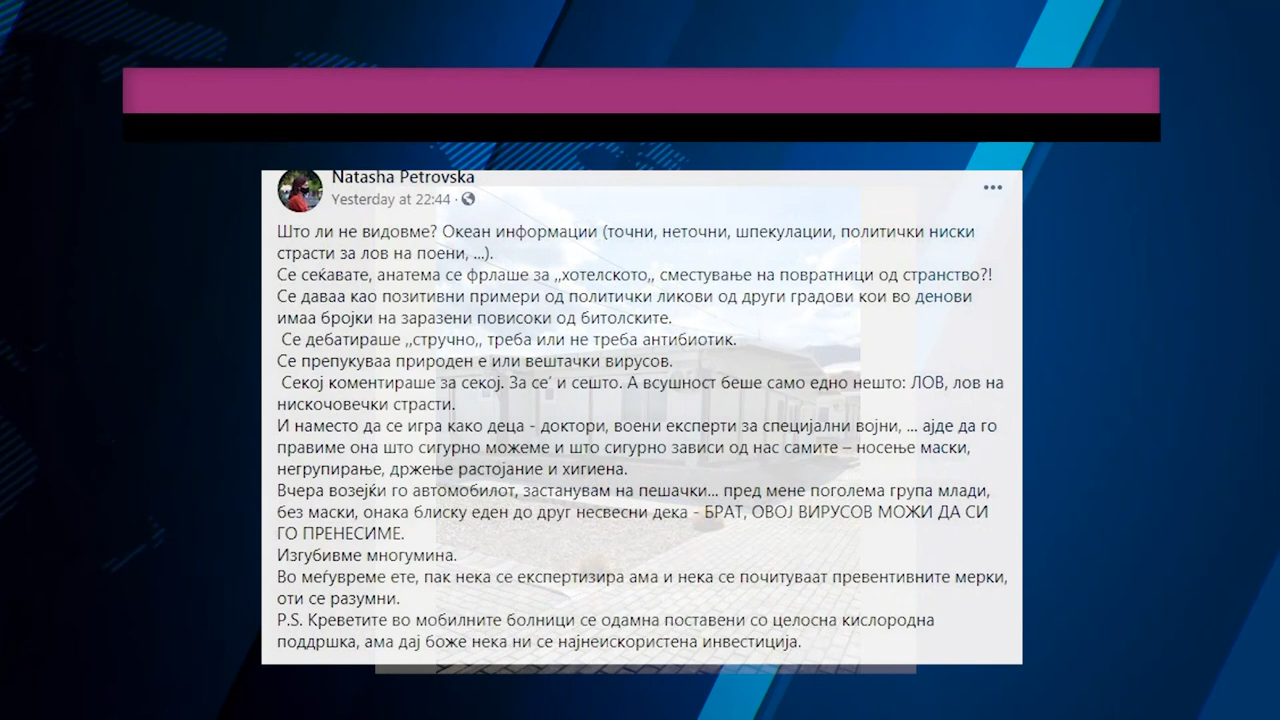 Natasha Petrovska
Yesterday at 22:44 ·
Што ли не видовме? Океан информации (точни, неточни, шпекулации, политички ниски
страсти за лов на поени, ...).
Се сеќавате, анатема се фрлаше за ,,хотелското,, сместување на повратници од странство?!
Се даваа као позитивни примери од политички ликови од други градови кои во денови
имаа бројки на заразени повисоки од битолските.
Се дебатираше ,,стручно,, треба или не треба антибиотик.
Се препукуваа природен е или вештачки вирусов.
Секој коментираше за секој. За се’ и сешто. А всушност беше само едно нешто: ЛОВ, лов на
нискочовечки страсти.
И наместо да се игра како деца - доктори, воени експерти за специјални војни, ... ајде да го
правиме она што сигурно можеме и што сигурно зависи од нас самите – носење маски,
негрупирање, држење растојание и хигиена.
Вчера возејќи го автомобилот, застанувам на пешачки... пред мене поголема група млади,
без маски, онака блиску еден до друг несвесни дека - БРАТ, ОВОЈ ВИРУСОВ МОЖИ ДА СИ
ГО ПРЕНЕСИМЕ.
Изгубивме многумина.
Во меѓувреме ете, пак нека се експертизира ама и нека се почитуваат превентивните мерки,
оти се разумни.
P.S. Креветите во мобилните болници се одамна поставени со целосна кислородна
поддршка, ама дај боже нека ни се најнеискористена инвестиција.